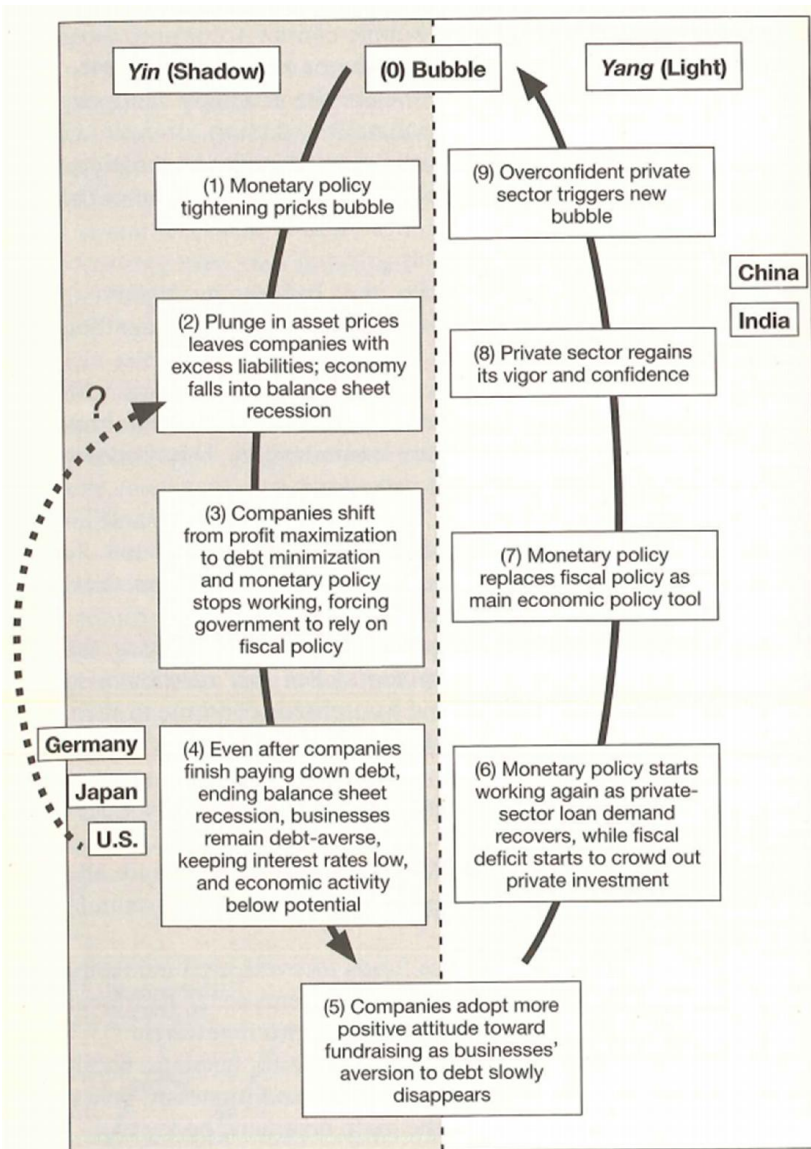 Yin (Shadow)
(0) Bubble
Yang (Light)
(1) Monetary policy
tightening pricks bubble
(2) Plunge in asset prices
leaves companies with
excess liabilities; economy
falls into balance sheet
recession
?
(3) Companies shift
from profit maximization
to debt minimization
and monetary policy
stops working, forcing
government to rely on
fiscal policy
Germany
Japan
U.S.
(4) Even after companies
finish paying down debt,
ending balance sheet
recession, businesses
remain debt-averse,
keeping interest rates low,
and economic activity
below potential
(5) Companies adopt more
positive attitude toward
fundraising as businesses'
aversion to debt slowly
disappears
(6) Monetary policy starts
working again as private-
sector loan demand
recovers, while fiscal
deficit starts to crowd out
private investment
(7) Monetary policy
replaces fiscal policy as
main economic policy tool
(8) Private sector regains
its vigor and confidence
(9) Overconfident private
sector triggers new
bubble
China
India